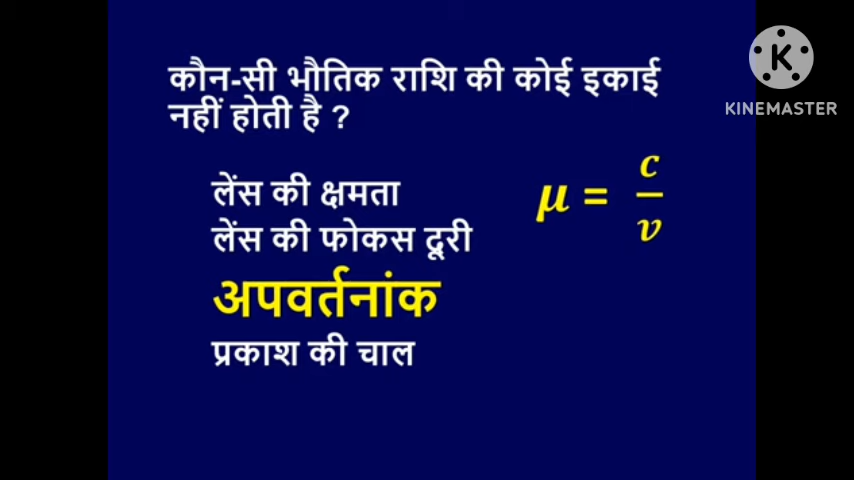 कौन-सी भौतिक राशि की कोई इकाई
नहीं होती है ?
लेंस की क्षमता
लेंस की फोकस दूरी
अपवर्तनांक
प्रकाश की चाल
μ = c/v
K
KINEMASTER